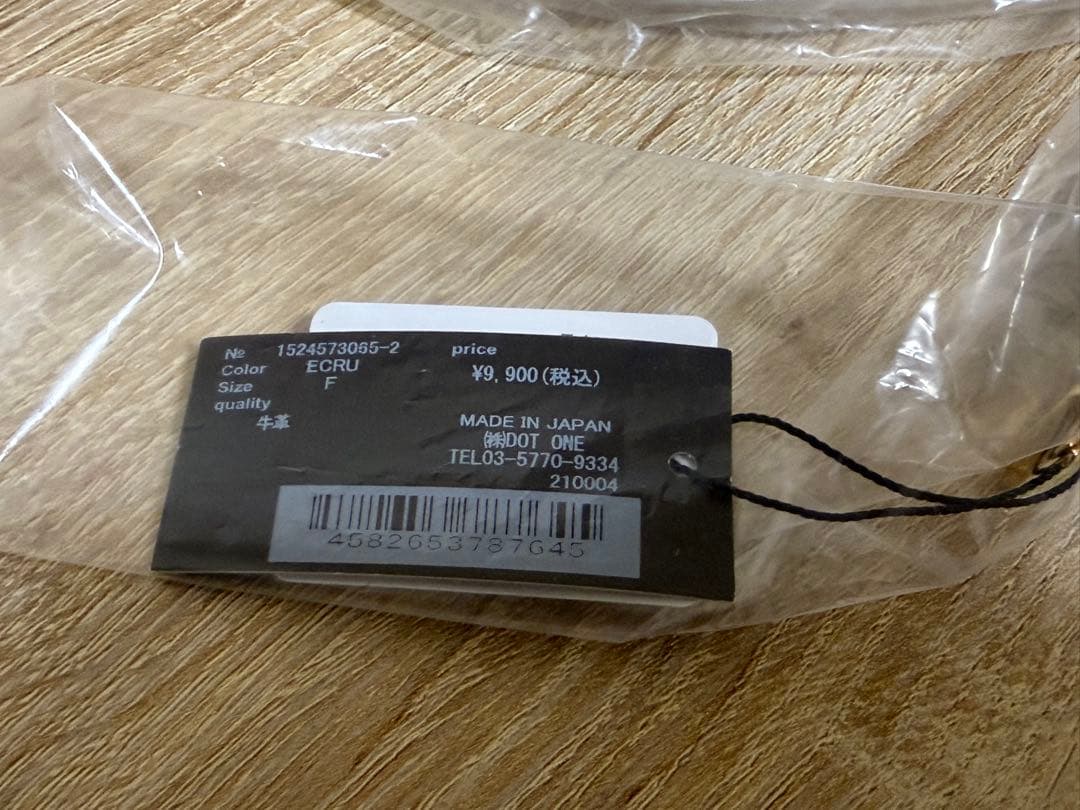 № 1524573065-2
Color ECRU
Size F
quality
牛革
price
¥9,900(税込)
MADE IN JAPAN
㈱DOT ONE
TEL03-5770-9334
210004
4582653787645